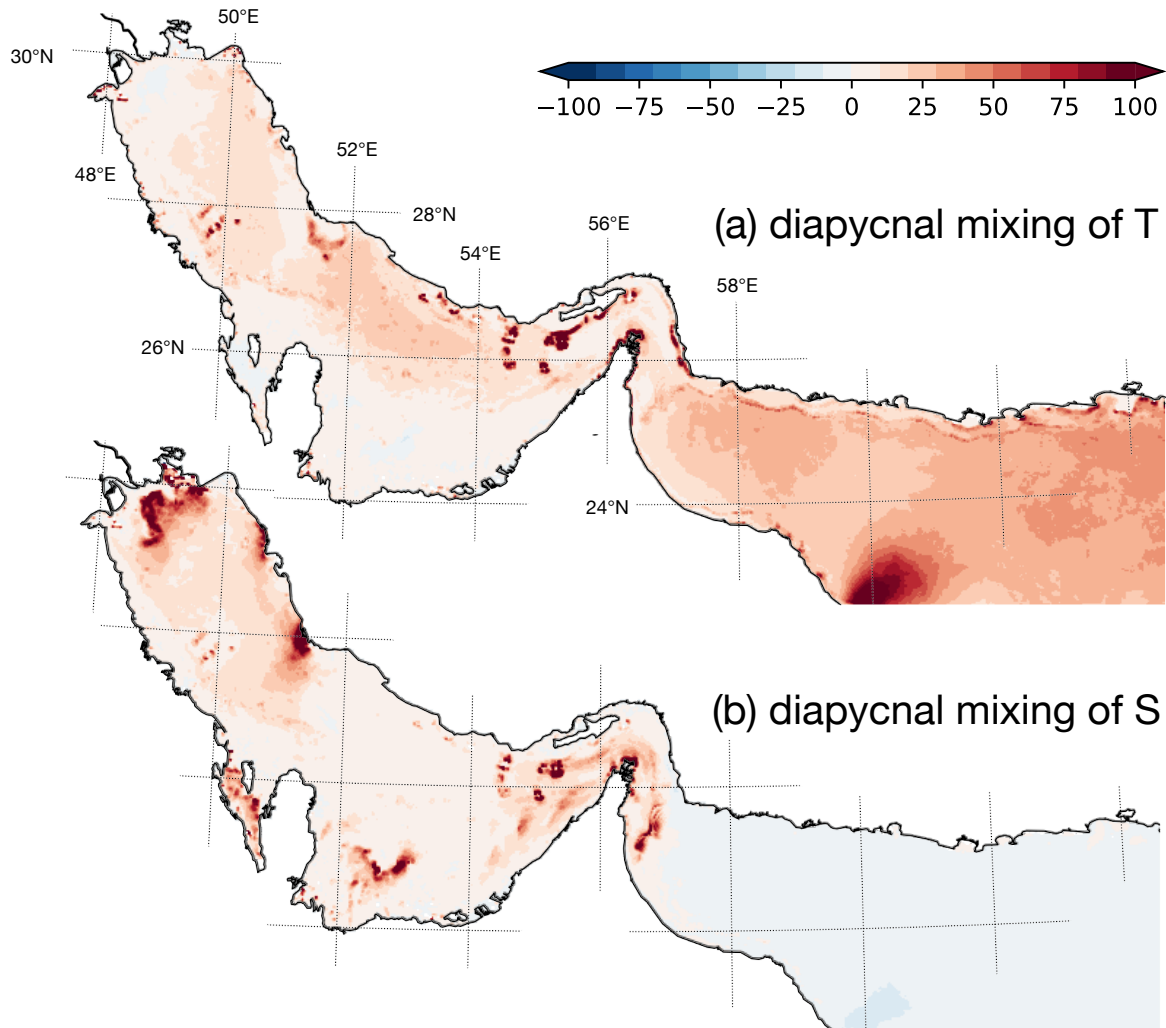 50°E
30°N
−100 −75 −50 −25 0 25 50 75 100
52°E
48°E
28°N
56°E
(a) diapycnal mixing of T
54°E
58°E
26°N
24°N
(b) diapycnal mixing of S